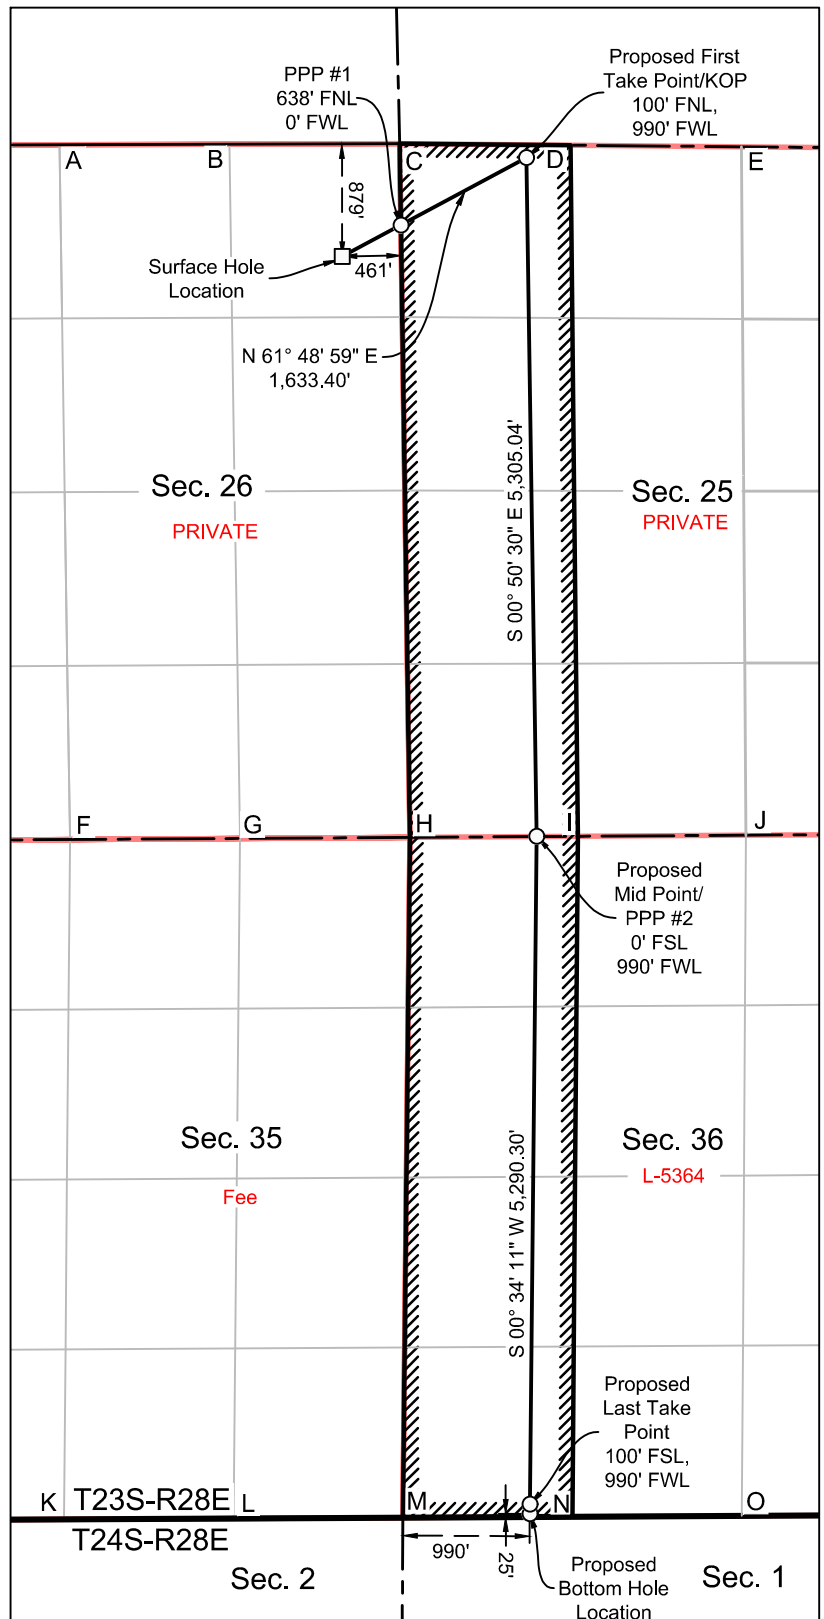 PPP #1
638' FNL
0' FWL
Proposed First
Take Point/KOP
100' FNL,
990' FWL
A
B
C
D
E
879'
461'
Surface Hole
Location
N 61° 48' 59" E
1,633.40'
S 00° 50' 30" E 5,305.04'
Sec. 26
PRIVATE
Sec. 25
PRIVATE
F
G
H
I
J
Proposed
Mid Point/
PPP #2
0' FSL
990' FWL
Sec. 35
Fee
Sec. 36
L-5364
S 00° 34' 11" W 5,290.30'
Proposed
Last Take
Point
100' FSL,
990' FWL
K
T23S-R28E
L
M
N
O
T24S-R28E
990'
25'
Sec. 2
Proposed
Bottom Hole
Location
Sec. 1